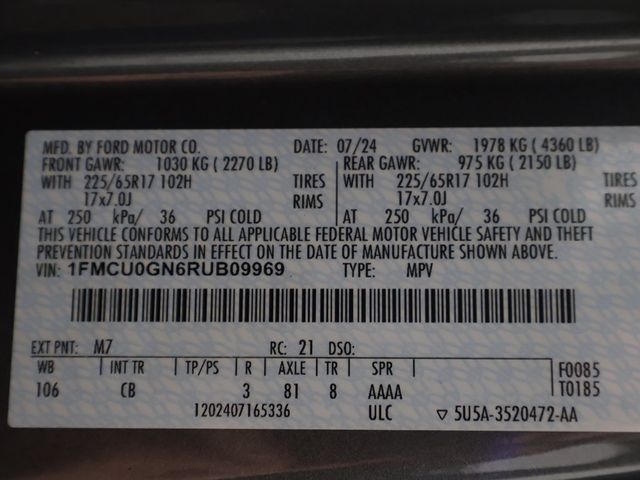 MFD. BY FORD MOTOR CO. DATE: 07/24 GVWR: 1978 KG ( 4360 LB)
FRONT GAWR: 1030 KG ( 2270 LB) REAR GAWR: 975 KG ( 2150 LB)
WITH 225/65R17 102H TIRES WITH 225/65R17 102H TIRES
17x7.0J RIMS 17x7.0J RIMS
AT 250 kPa/ 36 PSI COLD AT 250 kPa/ 36 PSI COLD
THIS VEHICLE CONFORMS TO ALL APPLICABLE FEDERAL MOTOR VEHICLE SAFETY AND THEFT
PREVENTION STANDARDS IN EFFECT ON THE DATE OF MANUFACTURE SHOWN ABOVE.
VIN: 1FMCU0GN6RUB09969 TYPE: MPV
EXT PNT: M7 RC: 21 DSO:
WB INT TR TP/PS R AXLE TR SPR F0085
106 CB 3 81 8 AAAA T0185
1202407165336 ULC ▽ 5U5A-3520472-AA